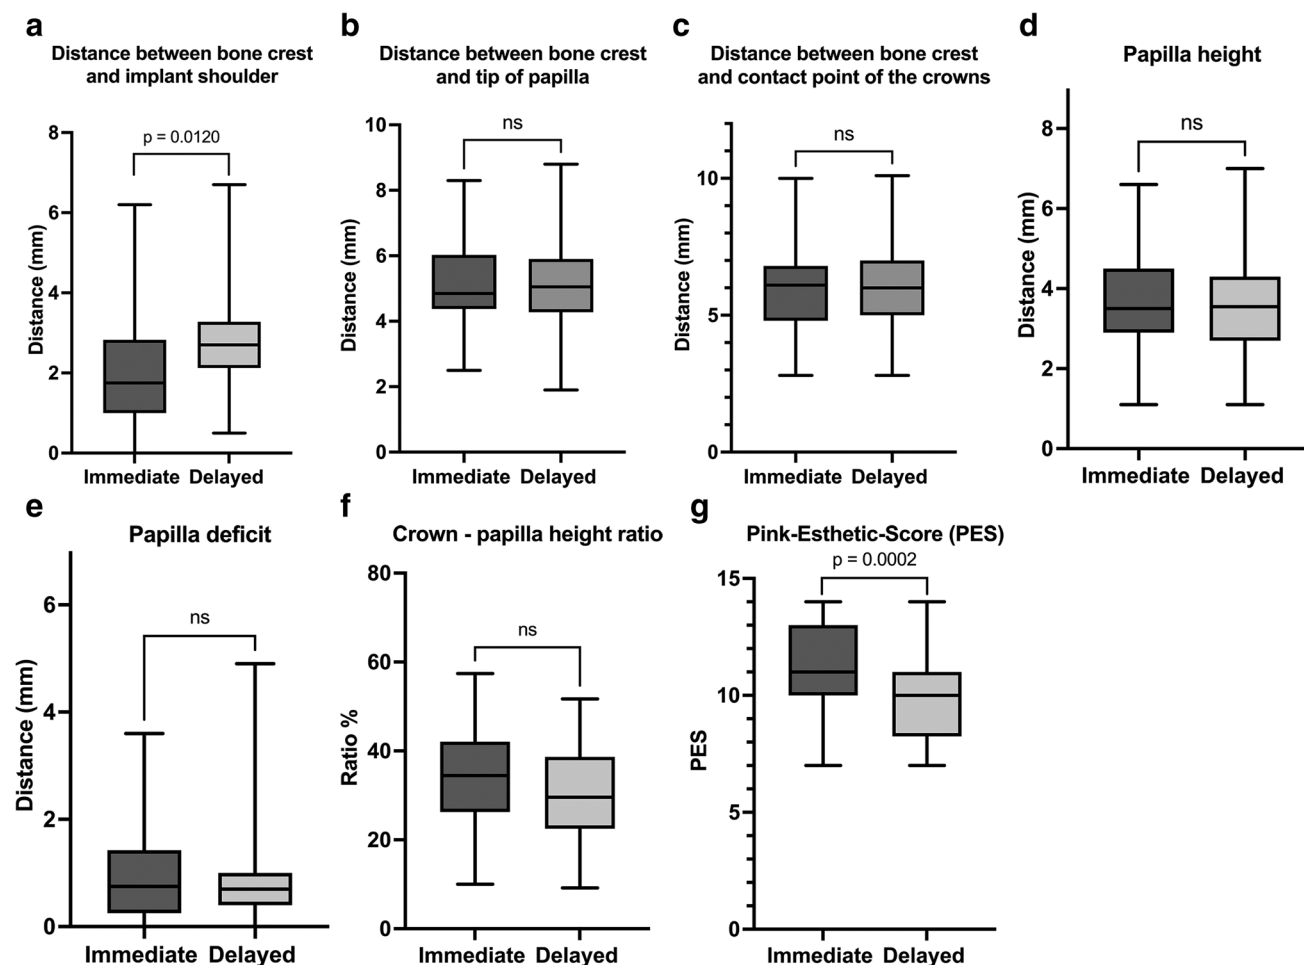 a
Distance between bone crest
and implant shoulder
p = 0.0120
8
6
4
2
0
Distance (mm)
Immediate Delayed
b
Distance between bone crest
and tip of papilla
ns
10
8
6
4
2
0
Distance (mm)
Immediate Delayed
c
Distance between bone crest
and contact point of the crowns
ns
10
5
0
Distance (mm)
Immediate Delayed
d
Papilla height
ns
8
6
4
2
0
Distance (mm)
Immediate Delayed
e
Papilla deficit
ns
6
4
2
0
Distance (mm)
Immediate Delayed
f
Crown - papilla height ratio
ns
80
60
40
20
0
Ratio %
Immediate Delayed
g
Pink-Esthetic-Score (PES)
p = 0.0002
15
10
5
0
PES
Immediate Delayed